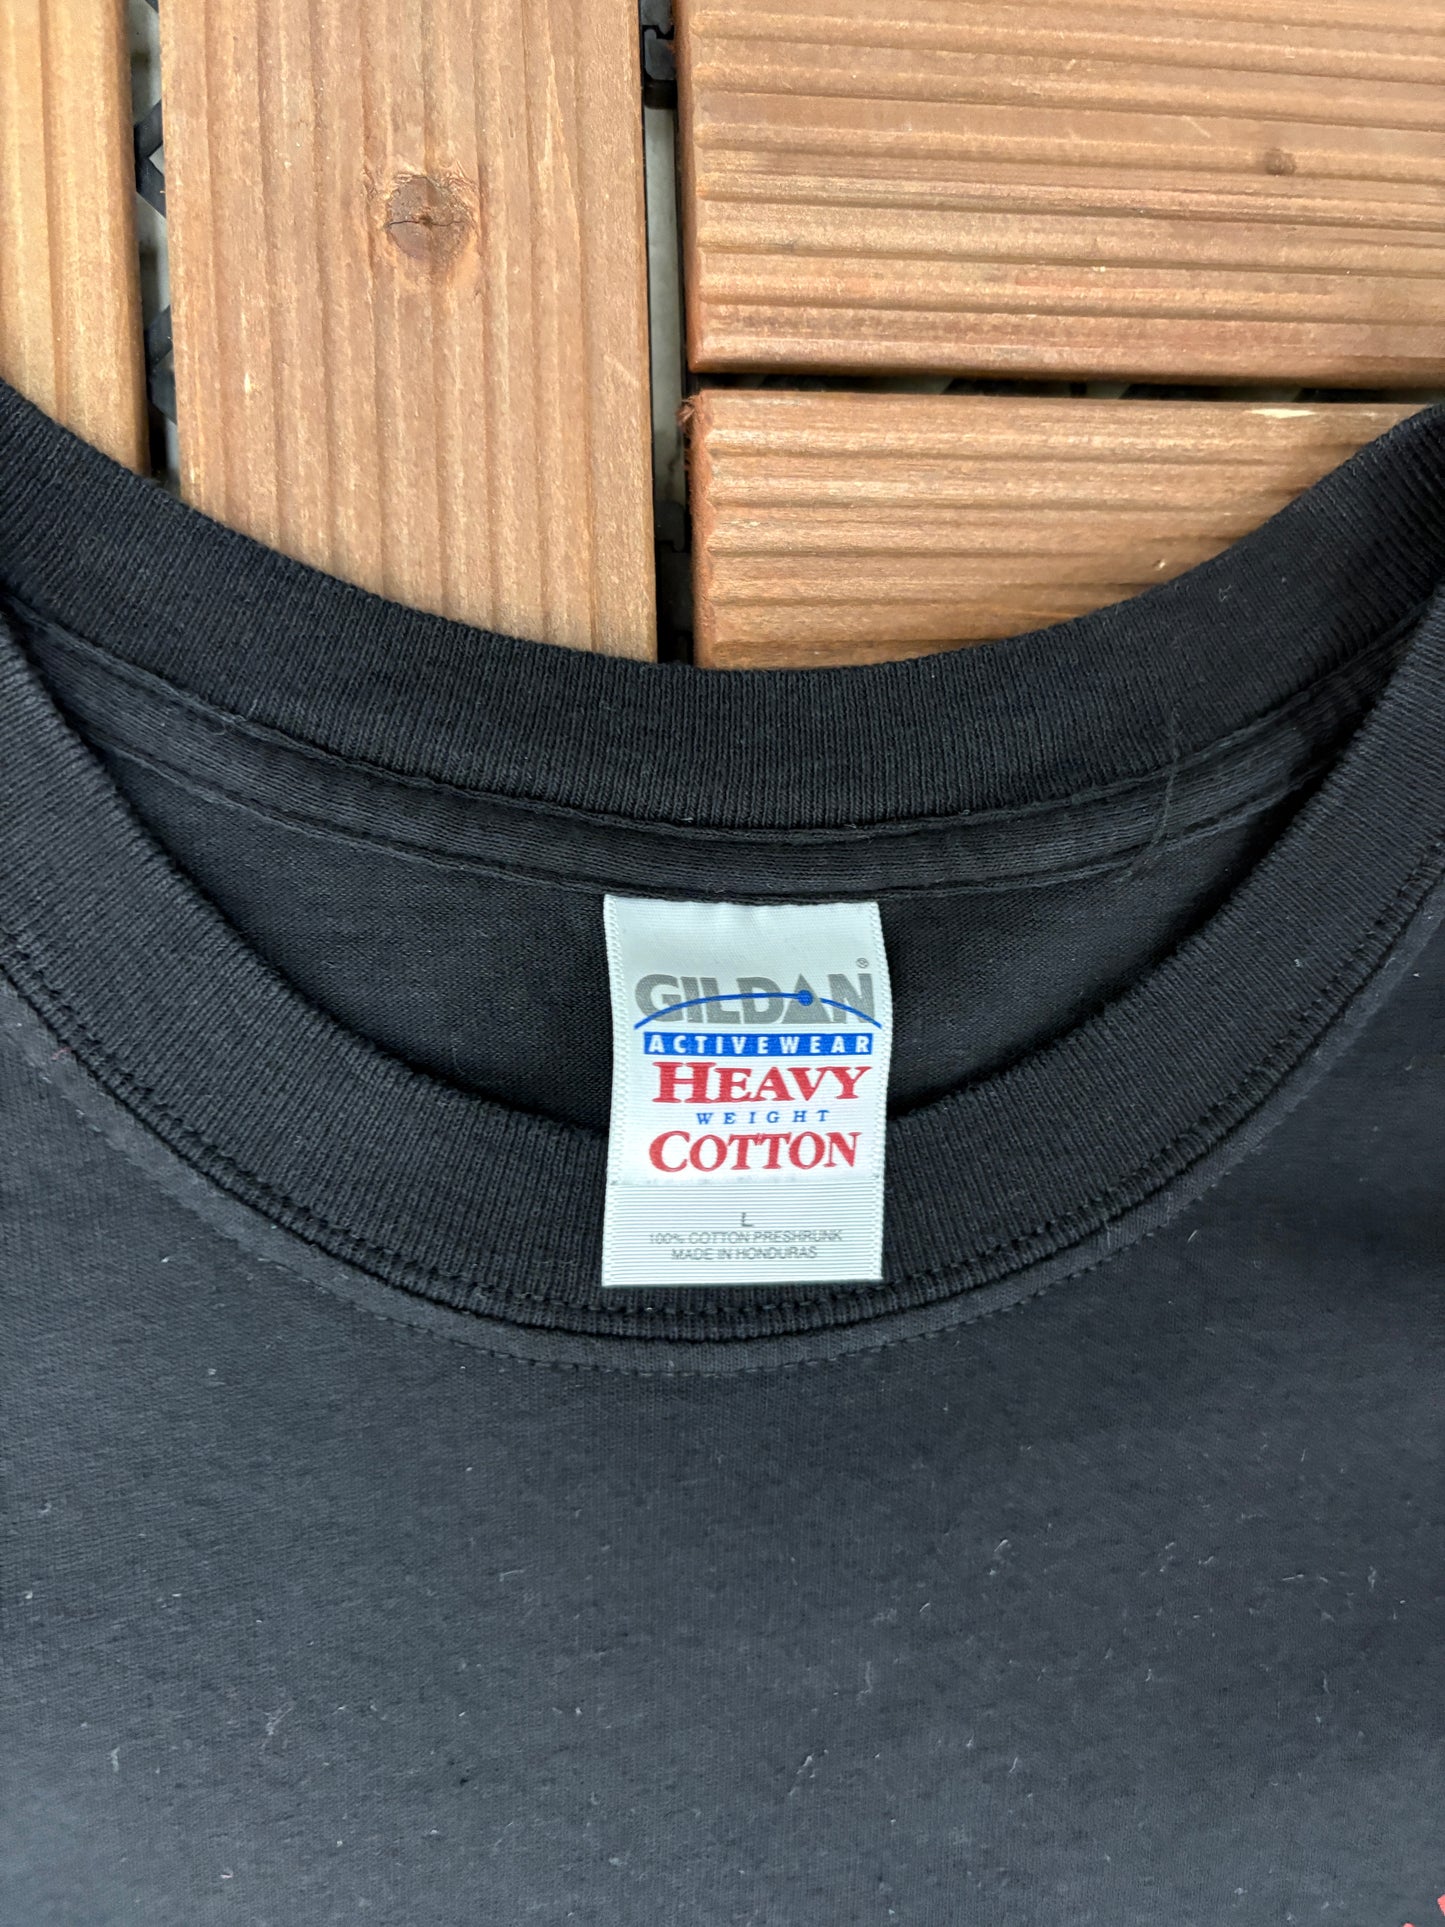 GILDAN®
ACTIVEWEAR
HEAVY
WEIGHT
COTTON
L
100% COTTON PRESHRUNK
MADE IN HONDURAS